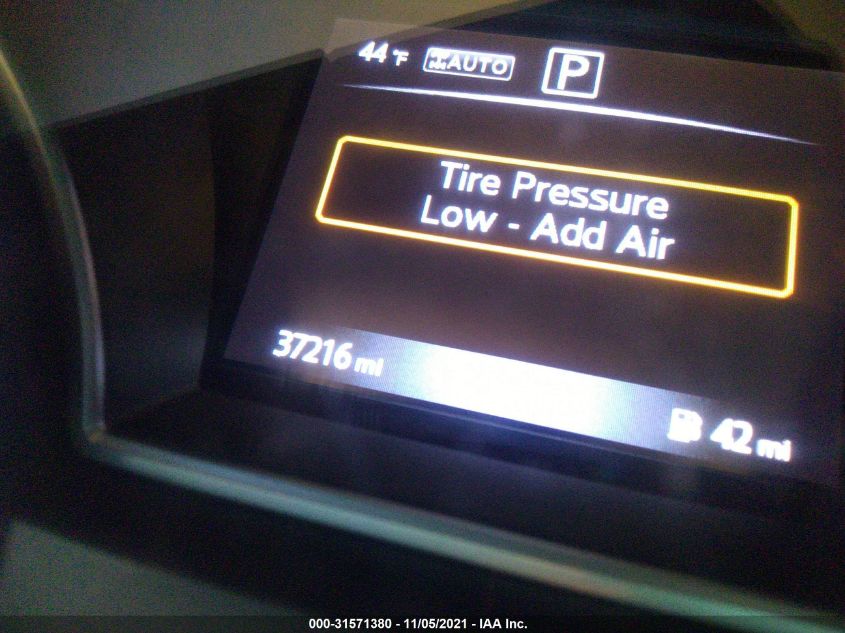 44°F AUTO P
Tire Pressure
Low - Add Air
37216 mi
42 mi
000-31571380 - 11/05/2021 - IAA Inc.